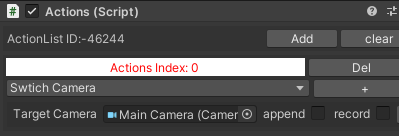 Actions (Script)
ActionList ID:-46244 Add clear
Actions Index: 0 Del
Swtich Camera +
Target Camera Main Camera (Camer append record